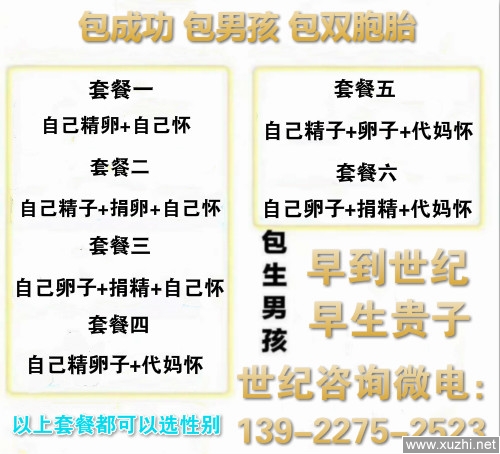 包成功 包男孩 包双胞胎
套餐一
自己精卵+自己怀
套餐二
自己精子+捐卵+自己怀
套餐三
自己卵子+捐精+自己怀
套餐四
自己精卵子+代妈怀
以上套餐都可以选性别
套餐五
自己精子+卵子+代妈怀
套餐六
自己卵子+捐精+代妈怀
包生男孩
早到世纪
早生贵子
世纪咨询微电:
139-2275-2523
www.xuzhi.net